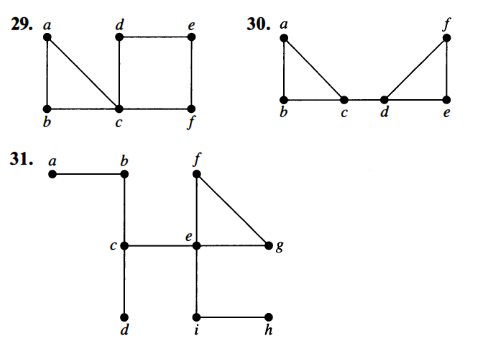 29. a d e
b c f
30. a f
b c d e
31. a b f
c e g
d i h